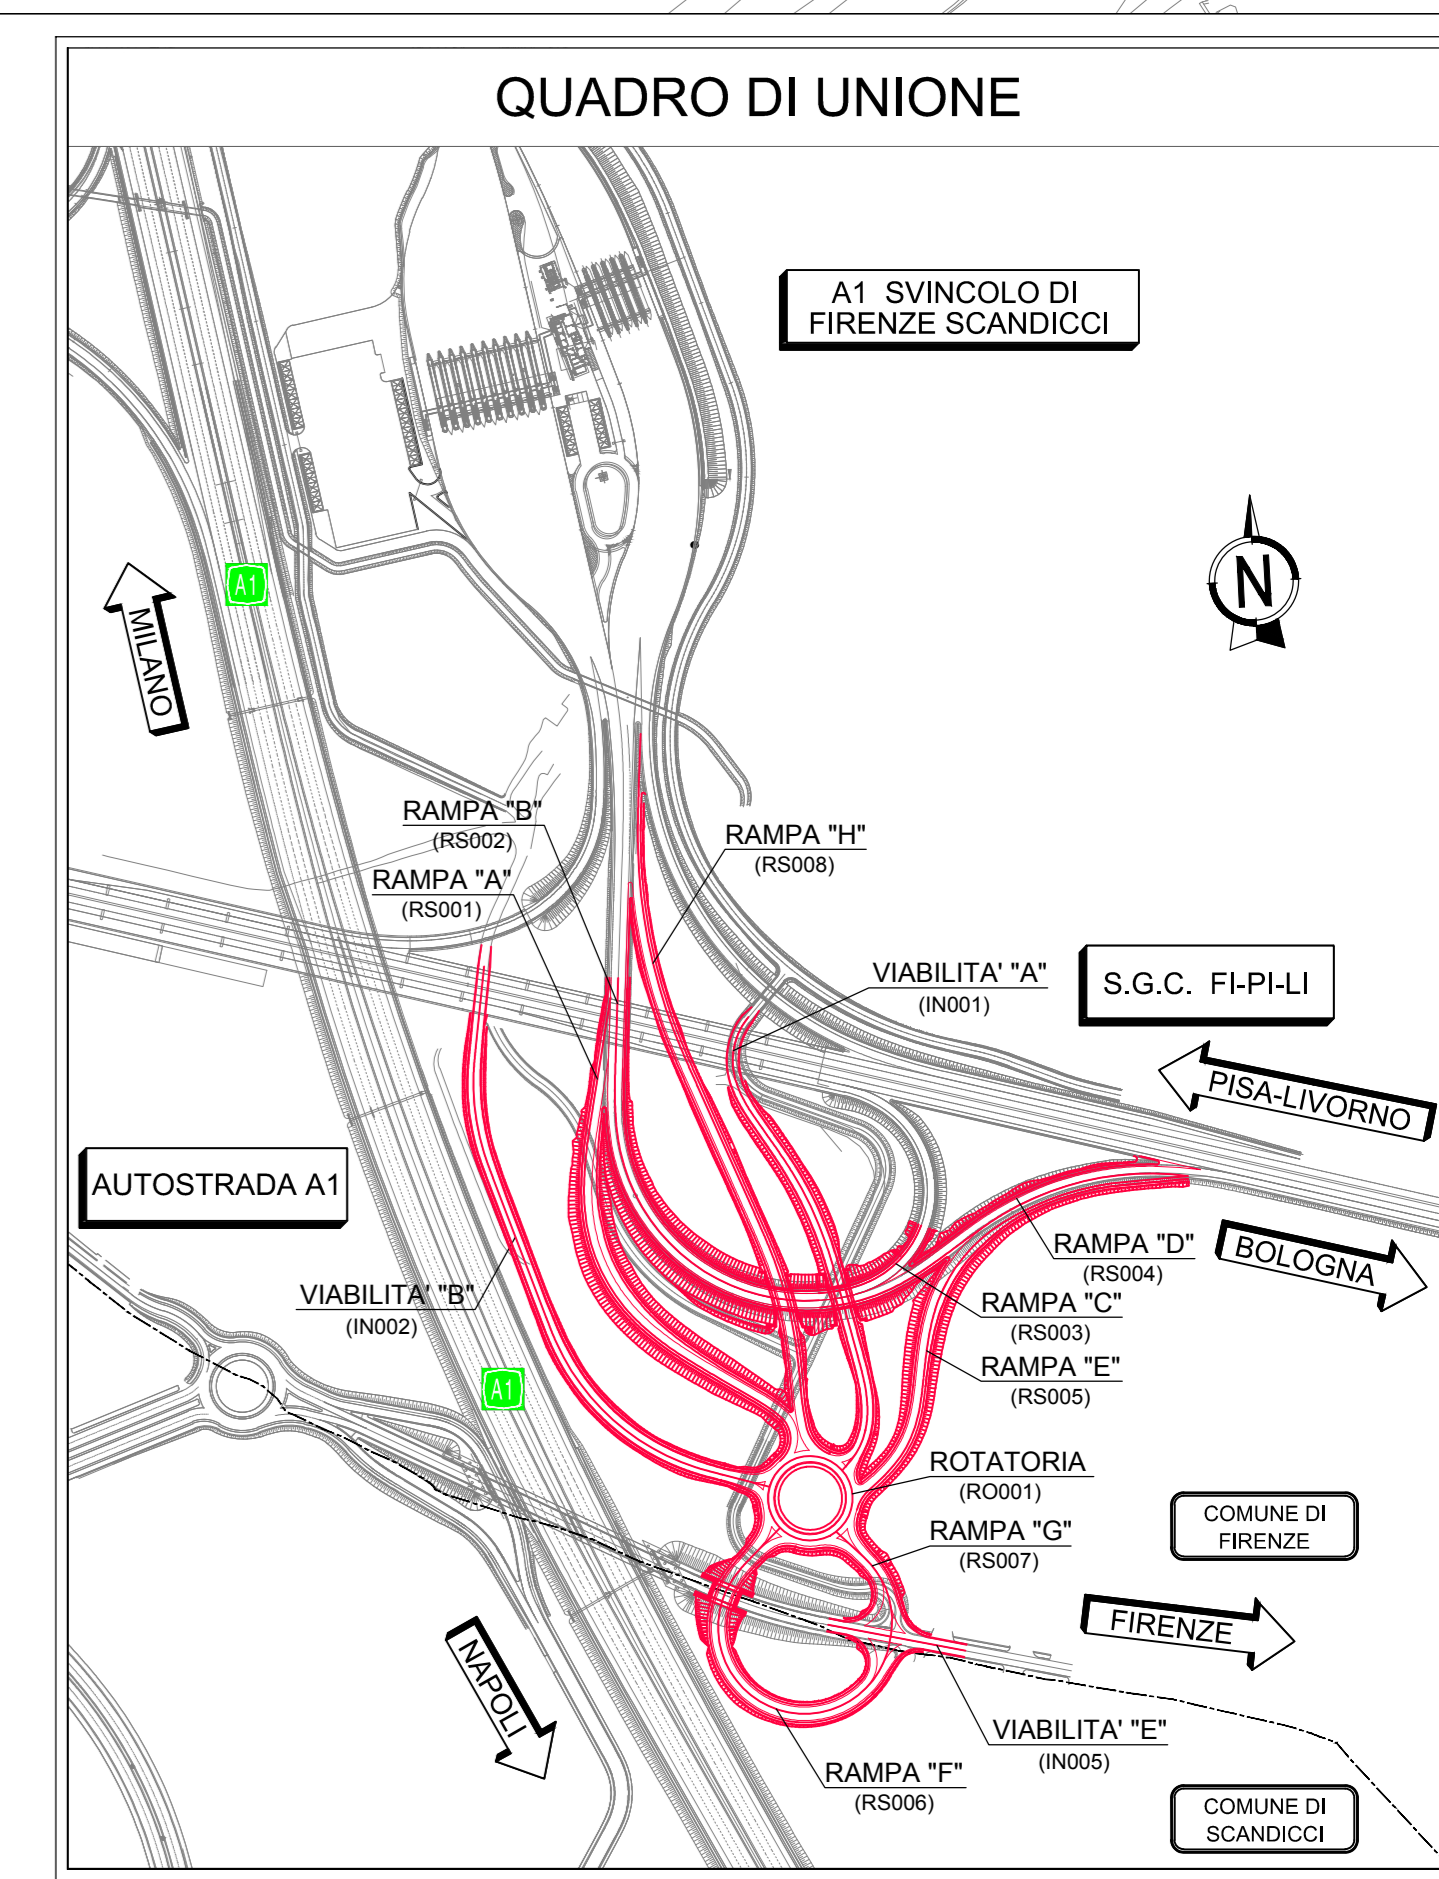 QUADRO DI UNIONE
A1 SVINCOLO DI
FIRENZE SCANDICCI
N
A1
MILANO
RAMPA "B"
(RS002)
RAMPA "H"
(RS008)
RAMPA "A"
(RS001)
VIABILITA' "A"
(IN001)
S.G.C. FI-PI-LI
PISA-LIVORNO
AUTOSTRADA A1
RAMPA "D"
(RS004)
BOLOGNA
VIABILITA' "B"
(IN002)
RAMPA "C"
(RS003)
RAMPA "E"
(RS005)
A1
ROTATORIA
(RO001)
COMUNE DI
FIRENZE
RAMPA "G"
(RS007)
FIRENZE
NAPOLI
VIABILITA' "E"
(IN005)
RAMPA "F"
(RS006)
COMUNE DI
SCANDICCI